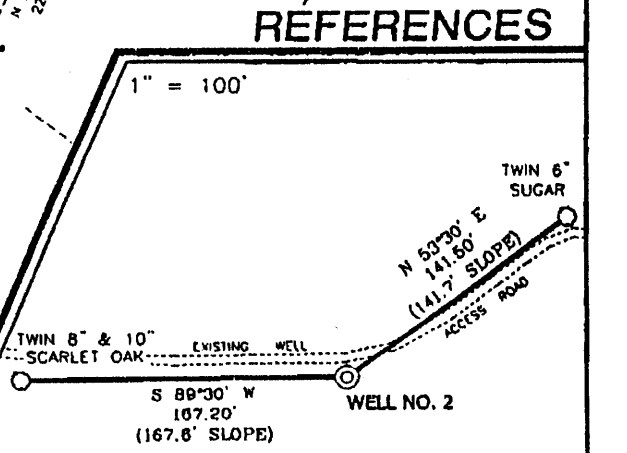 REFERENCES
1" = 100'
TWIN 6"
SUGAR
N 53°30' E
141.50'
(141.7' SLOPE)
ACCESS ROAD
TWIN 8" & 10"
SCARLET OAK
EXISTING WELL
S 89°30' W
167.20'
(167.6' SLOPE)
WELL NO. 2